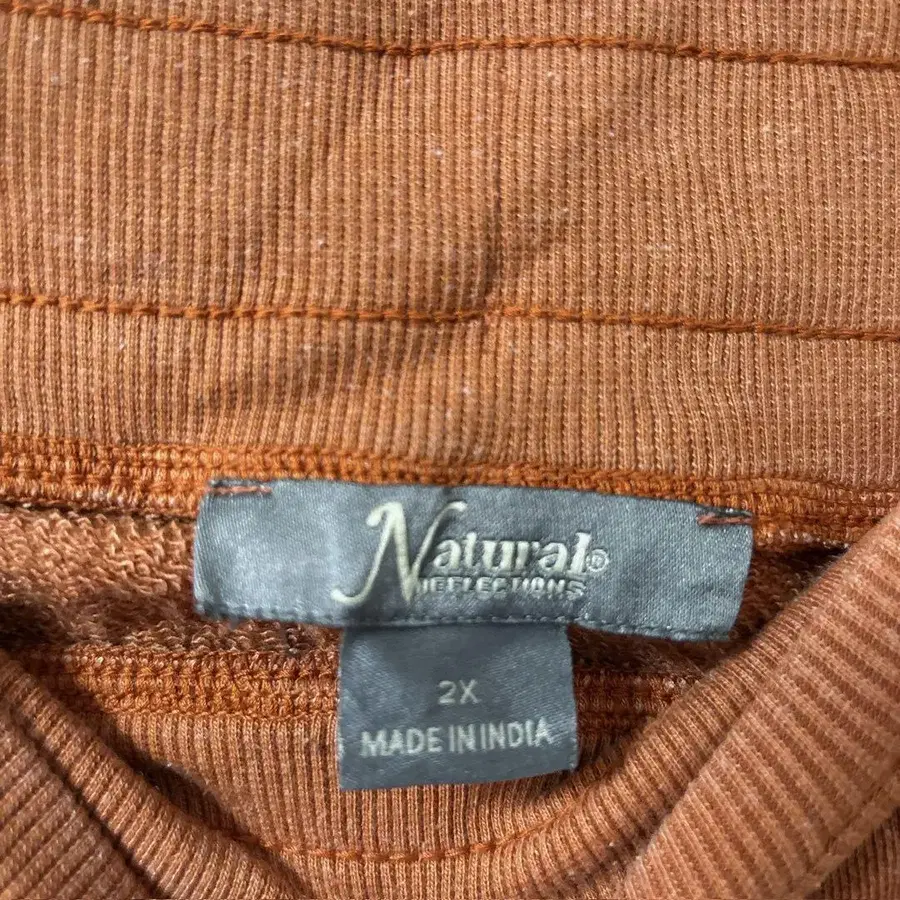 Natural®
REFLECTIONS
2X
MADE IN INDIA